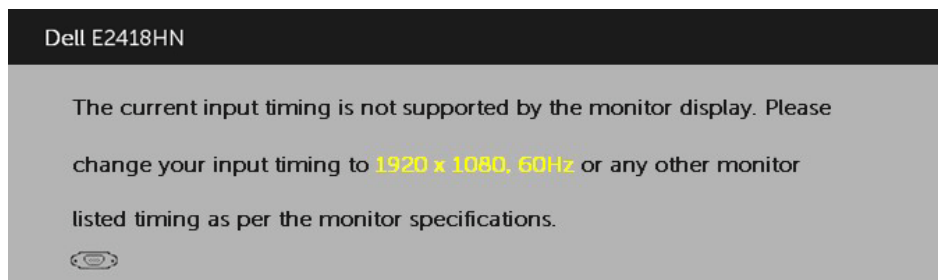 Dell E2418HN
The current input timing is not supported by the monitor display. Please
change your input timing to 1920 x 1080, 60Hz or any other monitor
listed timing as per the monitor specifications.